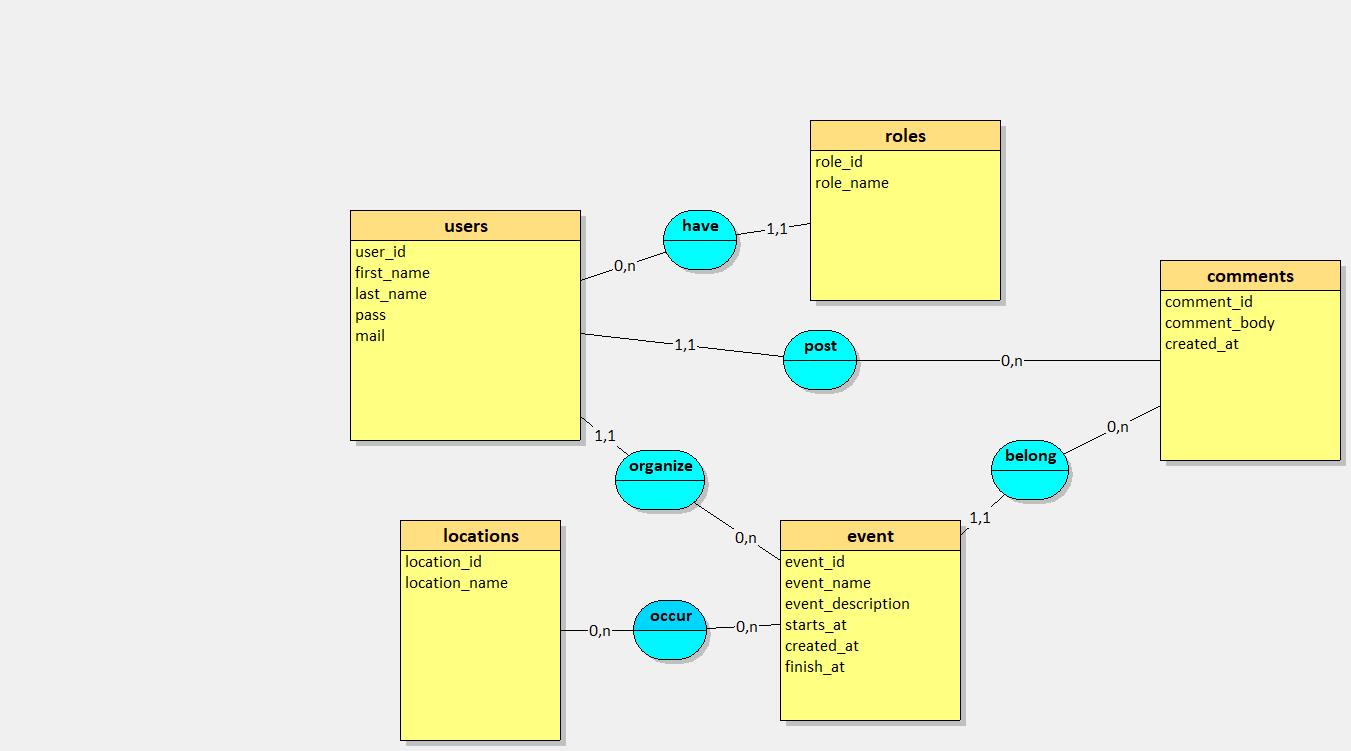 roles
role_id
role_name
users
user_id
first_name
last_name
pass
mail
have
0,n
1,1
comments
comment_id
comment_body
created_at
post
1,1
0,n
organize
1,1
0,n
belong
0,n
1,1
locations
location_id
location_name
event
event_id
event_name
event_description
starts_at
created_at
finish_at
occur
0,n
0,n